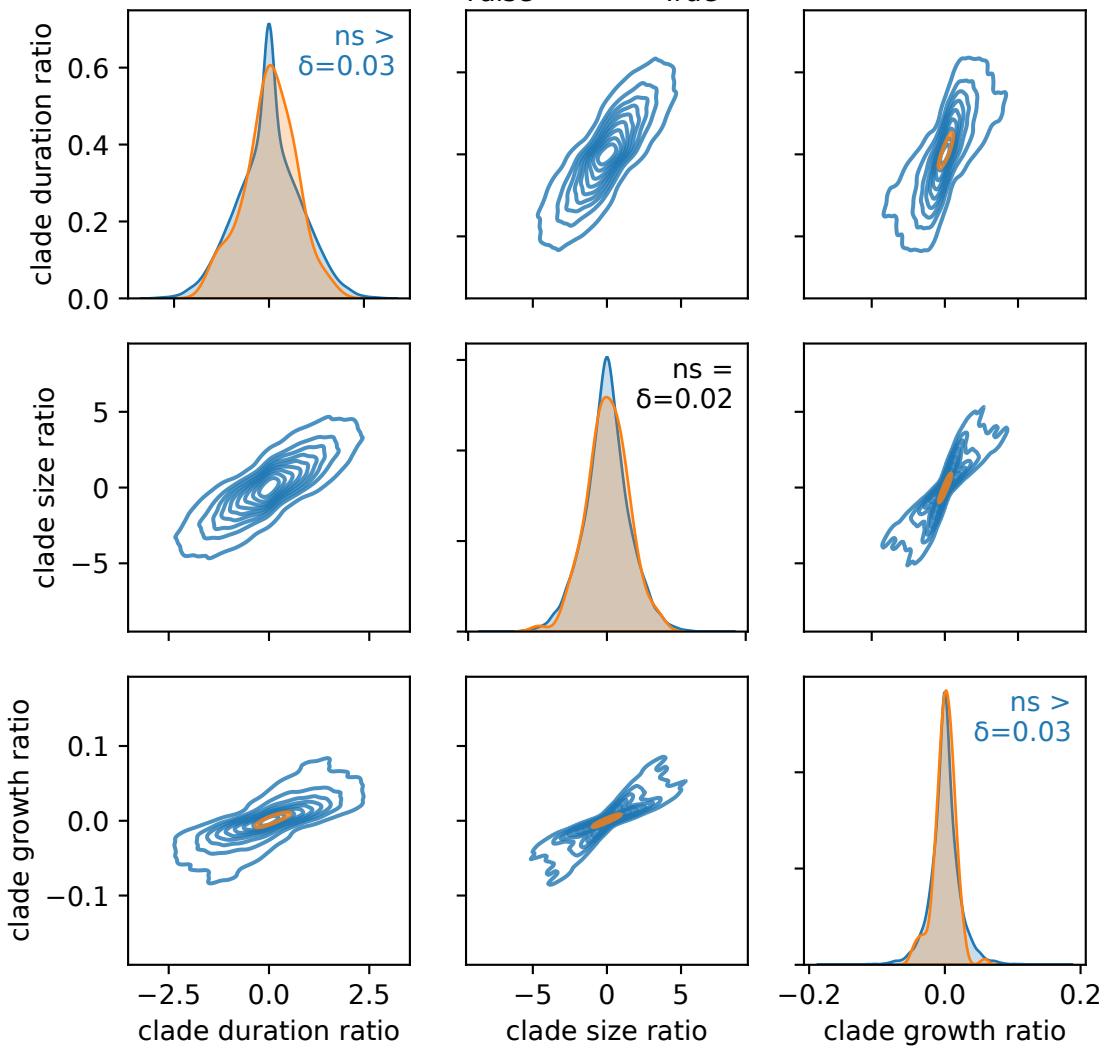 True
clade duration ratio
0.6
0.4
0.2
0.0
ns >
δ=0.03
clade size ratio
5
0
−5
ns =
δ=0.02
clade growth ratio
0.1
0.0
−0.1
ns >
δ=0.03
−2.5 0.0 2.5
−5 0 5
−0.2 0.0 0.2
clade duration ratio
clade size ratio
clade growth ratio